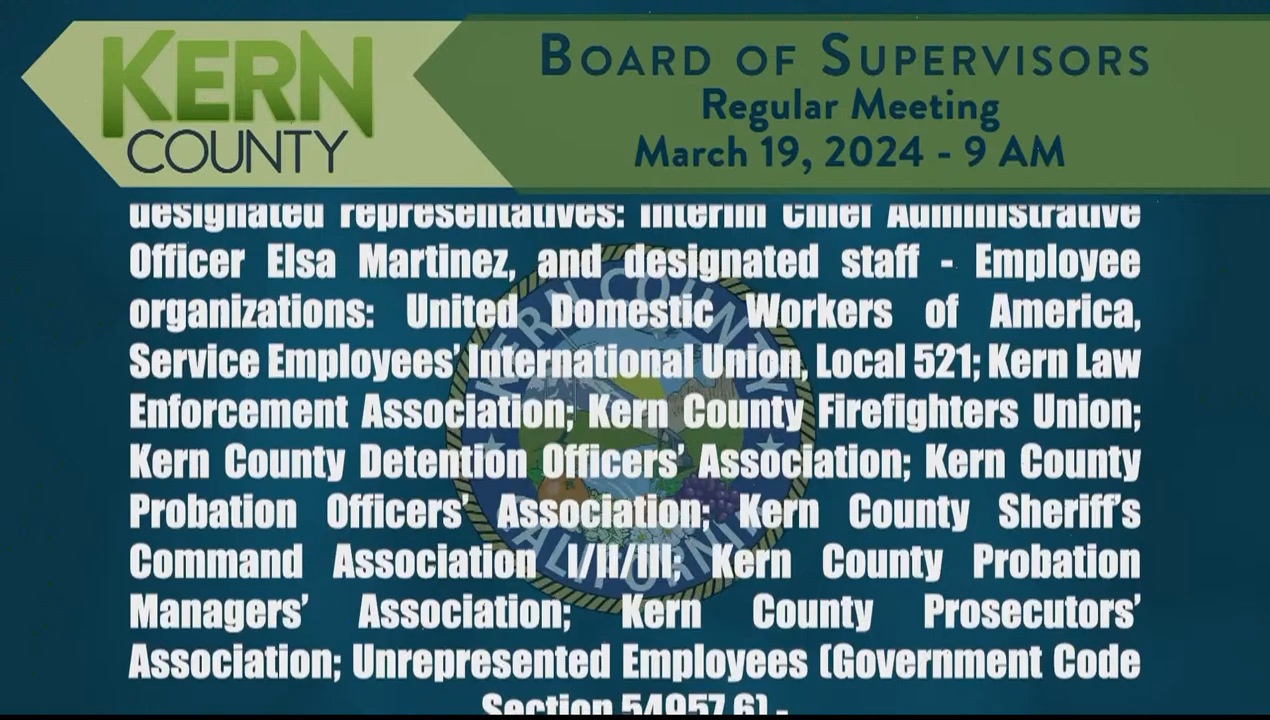 KERN
COUNTY
BOARD OF SUPERVISORS
Regular Meeting
March 19, 2024 - 9 AM
designated representatives: Interim Chief Administrative
Officer Elsa Martinez, and designated staff - Employee
organizations: United Domestic Workers of America,
Service Employees' International Union, Local 521; Kern Law
Enforcement Association; Kern County Firefighters Union;
Kern County Detention Officers' Association; Kern County
Probation Officers' Association; Kern County Sheriff's
Command Association I/II/III; Kern County Probation
Managers' Association; Kern County Prosecutors'
Association; Unrepresented Employees (Government Code
Section 54957.6) -
KERN COUNTY
CALIFORNIA